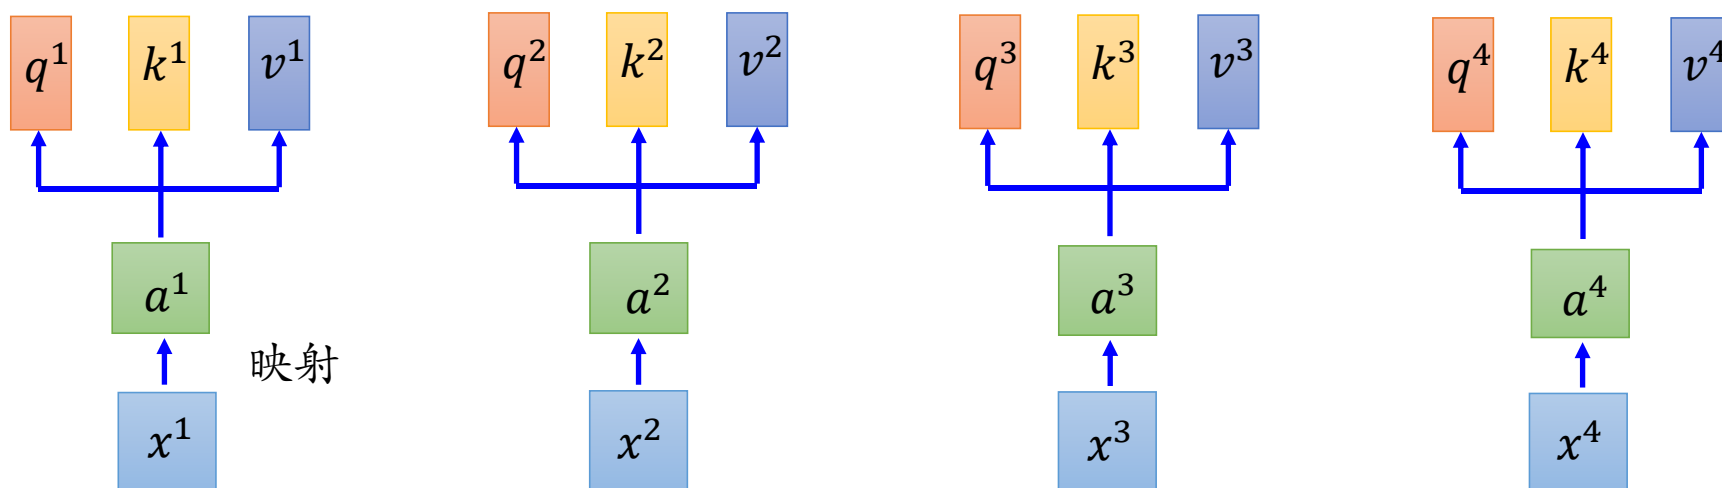 q¹ k¹ v¹ q² k² v² q³ k³ v³ q⁴ k⁴ v⁴
a¹ a² a³ a⁴
映射
x¹ x² x³ x⁴